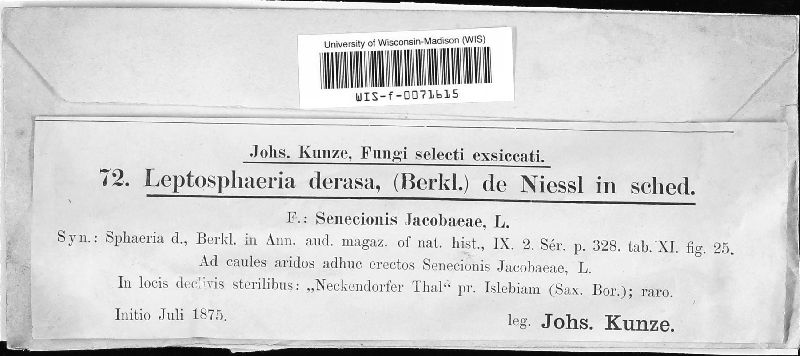 University of Wisconsin-Madison (WIS)
WIS-f-0071615
Johs. Kunze, Fungi selecti exsiccati.
72. Leptosphaeria derasa, (Berkl.) de Niessl in sched.
F.: Senecionis Jacobaeae, L.
Syn.: Sphaeria d., Berkl. in Ann. aud. magaz. of nat. hist., IX. 2. Sér. p. 328. tab. XI. fig. 25.
Ad caules aridos adhuc erectos Senecionis Jacobaeae, L.
In locis declivis sterilibus: „Neckendorfer Thal“ pr. Islebiam (Sax. Bor.); raro.
Initio Juli 1875.
leg. Johs. Kunze.